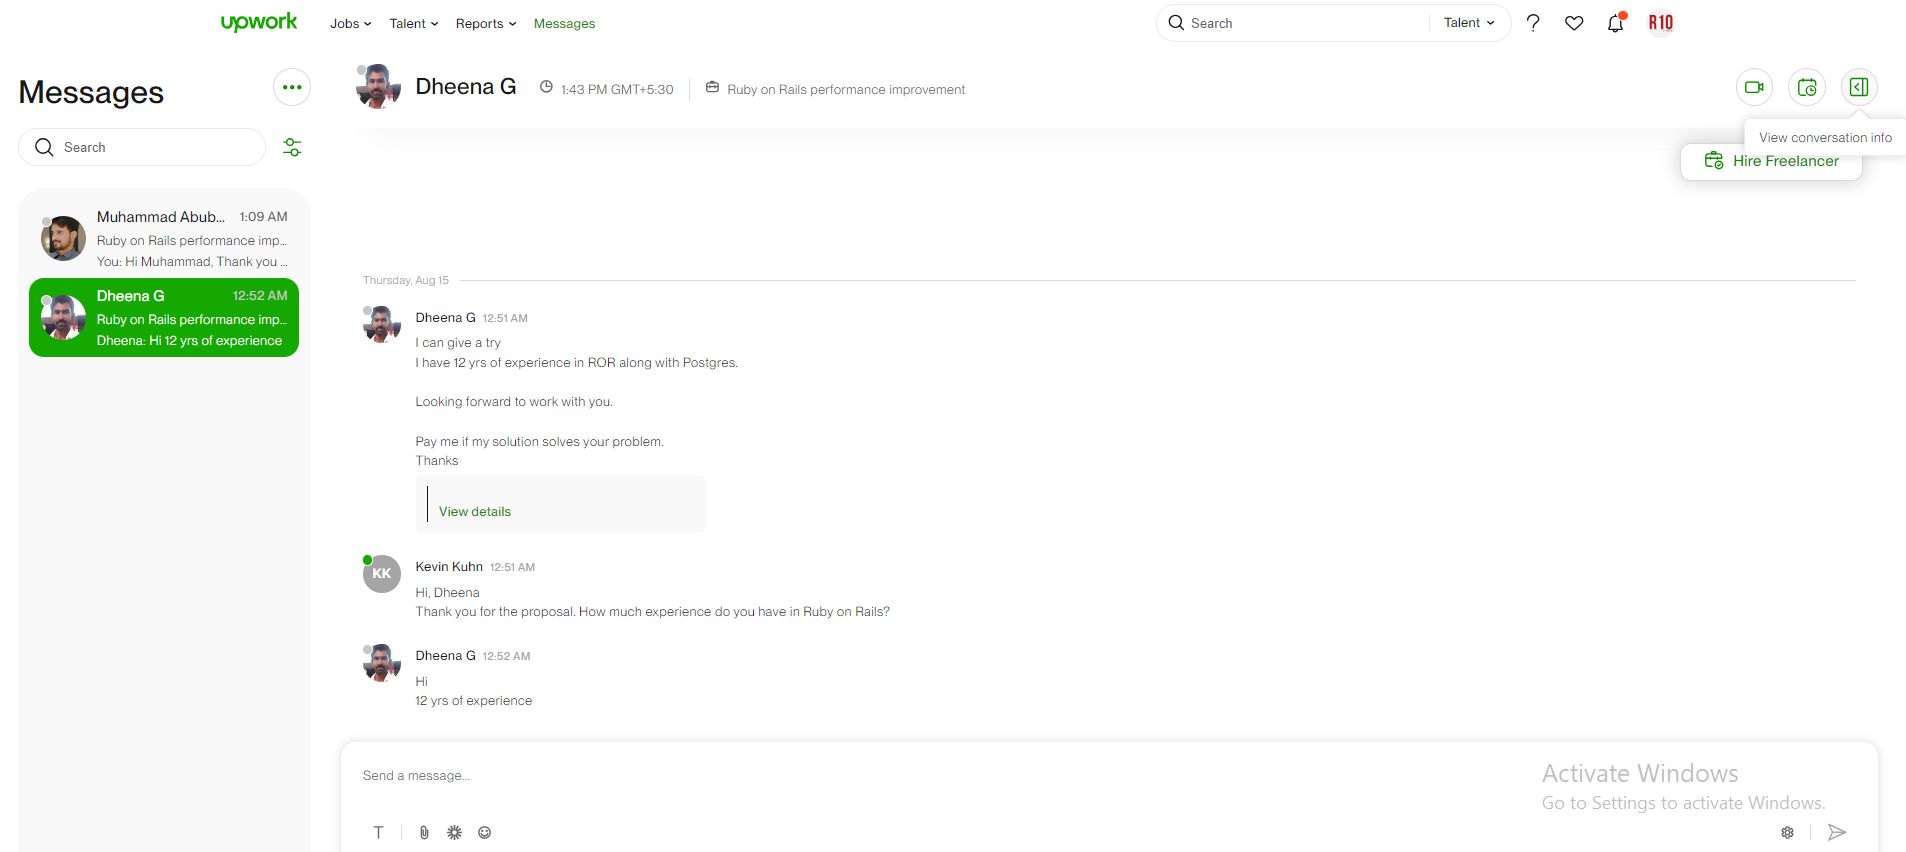 upwork
Jobs
Talent
Reports
Messages
Search
Talent
R10
Messages
Search
Muhammad Abub... 1:09 AM
Ruby on Rails performance imp...
You: Hi Muhammad, Thank you ...
Dheena G 12:52 AM
Ruby on Rails performance imp...
Dheena: Hi 12 yrs of experience
Dheena G
1:43 PM GMT+5:30
Ruby on Rails performance improvement
View conversation info
Hire Freelancer
Thursday, Aug 15
Dheena G 12:51 AM
I can give a try
I have 12 yrs of experience in ROR along with Postgres.
Looking forward to work with you.
Pay me if my solution solves your problem.
Thanks
View details
KK
Kevin Kuhn 12:51 AM
Hi, Dheena
Thank you for the proposal. How much experience do you have in Ruby on Rails?
Dheena G 12:52 AM
Hi
12 yrs of experience
Send a message...
T
Activate Windows
Go to Settings to activate Windows.